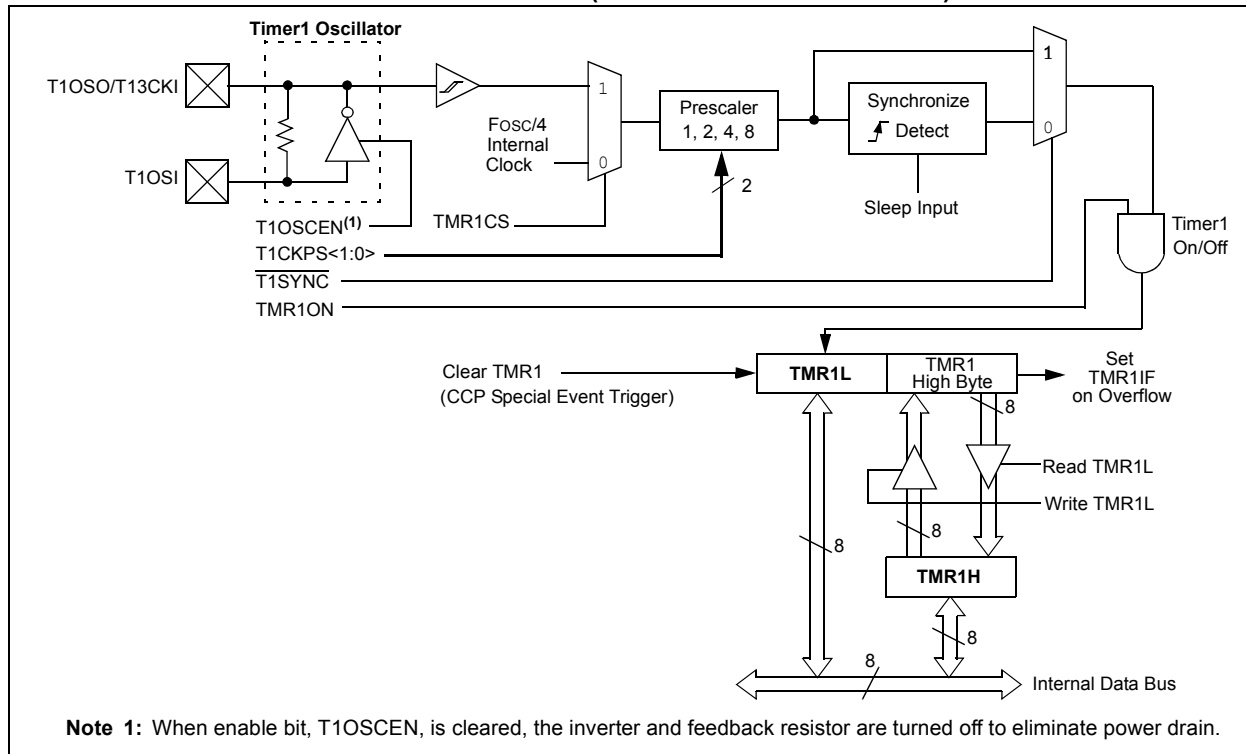 Timer1 Oscillator
T1OSO/T13CKI
T1OSI
FOSC/4
Internal
Clock
1
0
Prescaler
1, 2, 4, 8
2
Synchronize
Detect
Sleep Input
1
0
T1OSCEN(1)
TMR1CS
T1CKPS<1:0>
T1SYNC
TMR1ON
Timer1
On/Off
Clear TMR1
(CCP Special Event Trigger)
TMR1L
TMR1
High Byte
Set
TMR1IF
on Overflow
8
Read TMR1L
Write TMR1L
8
8
TMR1H
8
8
Internal Data Bus
Note 1: When enable bit, T1OSCEN, is cleared, the inverter and feedback resistor are turned off to eliminate power drain.